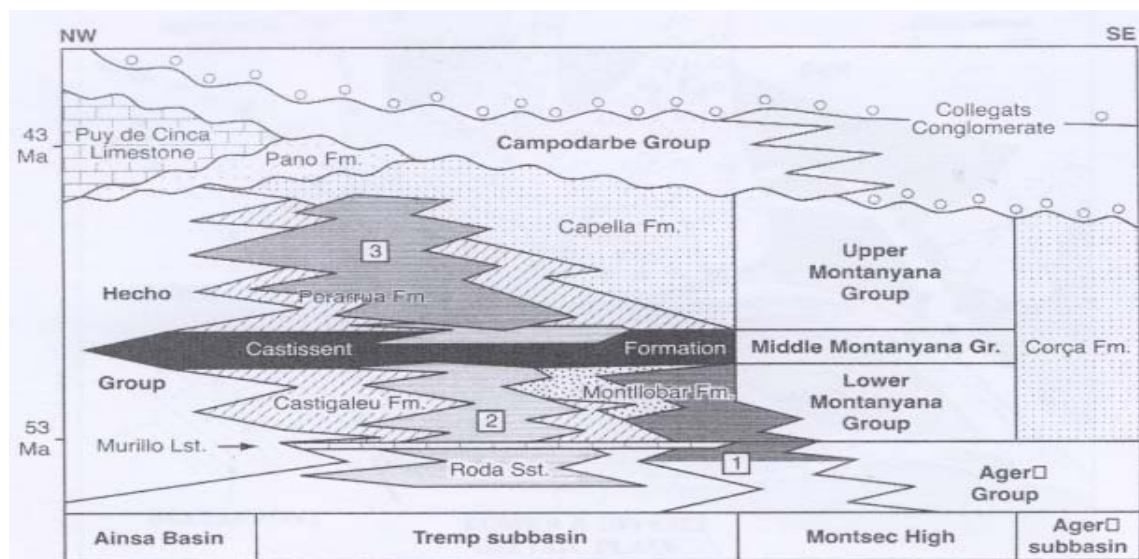 NW
SE
43
Ma
Puy de Cinca
Limestone
Pano Fm.
Campodarbe Group
Collegats
Conglomerate
Capella Fm.
3
Hecho
Perarrua Fm.
Upper
Montanyana
Group
Castissent
Formation
Middle Montanyana Gr.
Corça Fm.
Group
Castigaleu Fm.
2
Montllobar Fm.
Lower
Montanyana
Group
53
Ma
Murillo Lst.
Roda Sst.
1
Ager□
Group
Ainsa Basin
Tremp subbasin
Montsec High
Ager□
subbasin